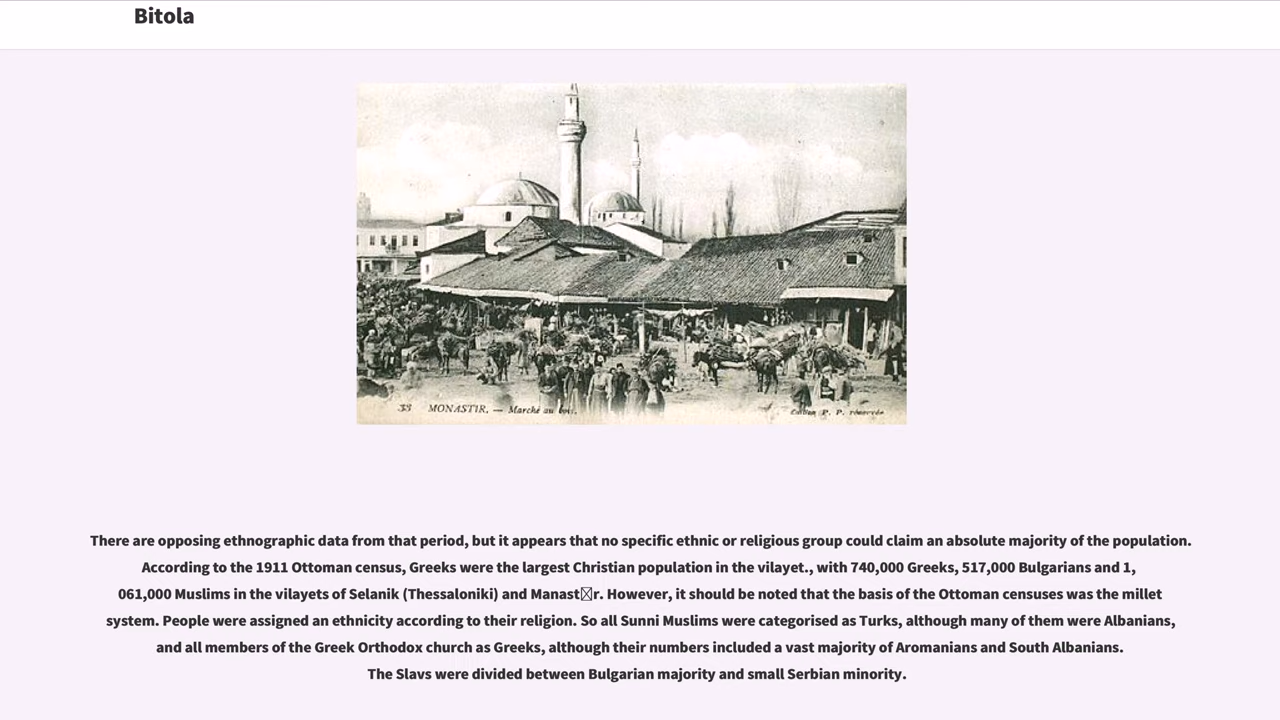 Bitola
33 MONASTIR. — Marché au bois.
Edition P. P. réservée
There are opposing ethnographic data from that period, but it appears that no specific ethnic or religious group could claim an absolute majority of the population.
According to the 1911 Ottoman census, Greeks were the largest Christian population in the vilayet., with 740,000 Greeks, 517,000 Bulgarians and 1,
061,000 Muslims in the vilayets of Selanik (Thessaloniki) and Manast□r. However, it should be noted that the basis of the Ottoman censuses was the millet
system. People were assigned an ethnicity according to their religion. So all Sunni Muslims were categorised as Turks, although many of them were Albanians,
and all members of the Greek Orthodox church as Greeks, although their numbers included a vast majority of Aromanians and South Albanians.
The Slavs were divided between Bulgarian majority and small Serbian minority.